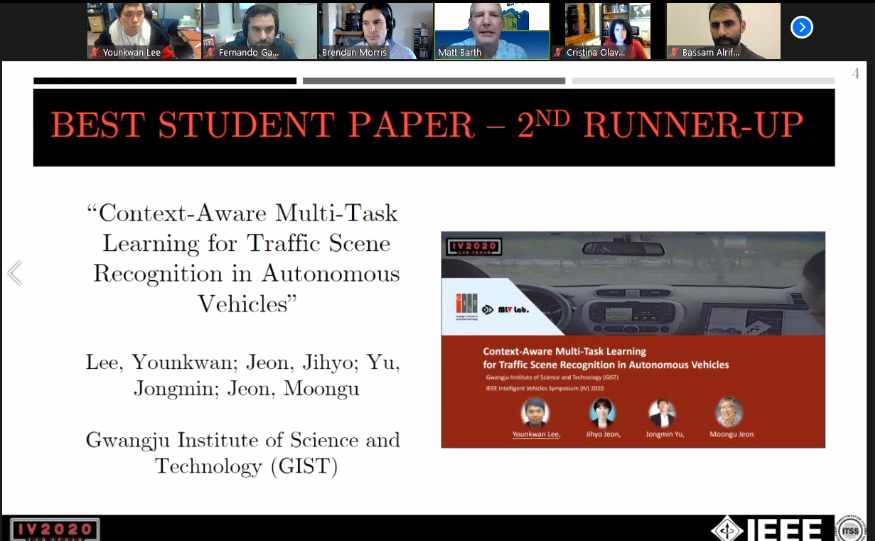 Younkwan Lee
Fernando Ga...
Brendan Morris
Matt Barth
Cristina Olav...
Bassam Alrif...
4
BEST STUDENT PAPER – 2ND RUNNER-UP
“Context-Aware Multi-Task
Learning for Traffic Scene
Recognition in Autonomous
Vehicles”
Lee, Younkwan; Jeon, Jihyo; Yu,
Jongmin; Jeon, Moongu
Gwangju Institute of Science and
Technology (GIST)
IV2020
MLV Lab.
Context-Aware Multi-Task Learning
for Traffic Scene Recognition in Autonomous Vehicles
Gwangju Institute of Science and Technology (GIST)
IEEE Intelligent Vehicles Symposium (IV) 2020
Younkwan Lee,
Jihyo Jeon,
Jongmin Yu,
Moongu Jeon
IV2020
LAS VEGAS
IEEE
ITSS